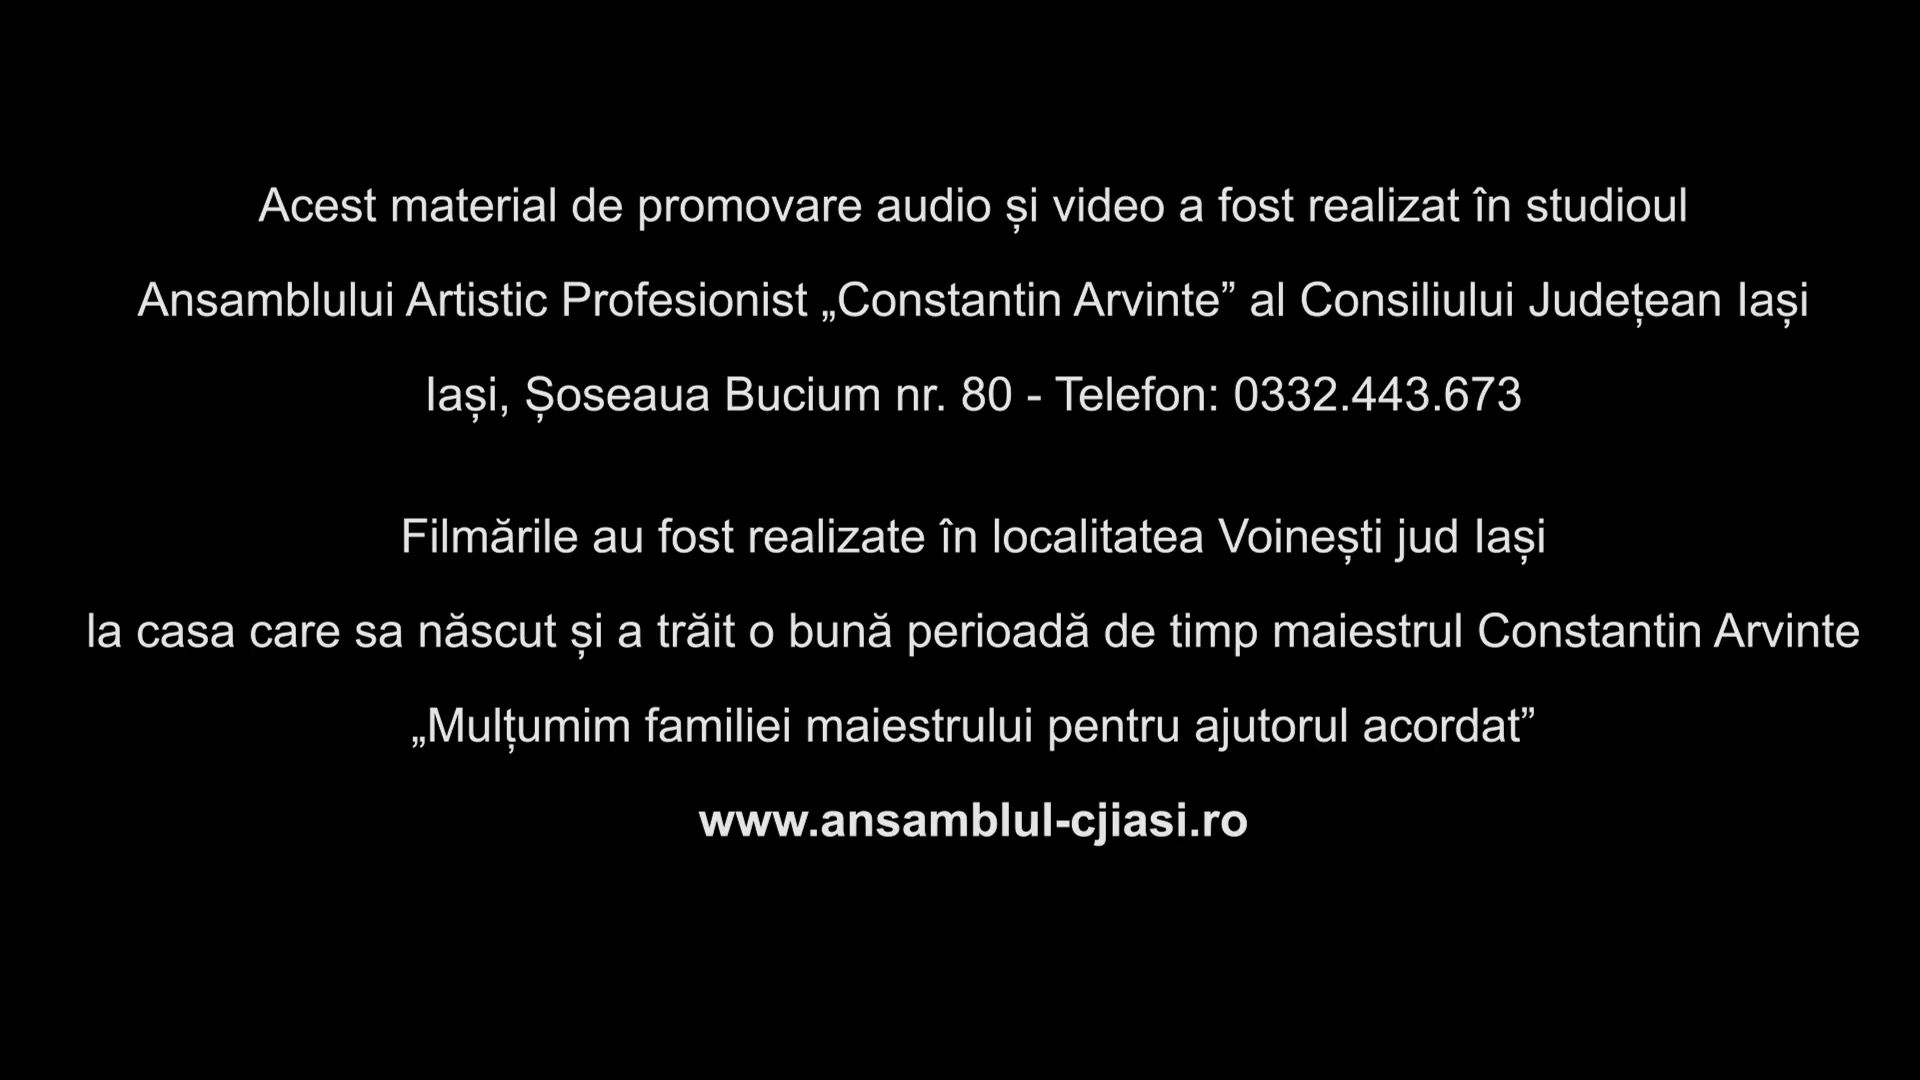 Acest material de promovare audio și video a fost realizat în studioul
Ansamblului Artistic Profesionist „Constantin Arvinte” al Consiliului Județean Iași
Iași, Șoseaua Bucium nr. 80 - Telefon: 0332.443.673
Filmările au fost realizate în localitatea Voinești jud Iași
la casa care sa născut și a trăit o bună perioadă de timp maiestrul Constantin Arvinte
„Mulțumim familiei maiestrului pentru ajutorul acordat”
www.ansamblul-cjiasi.ro